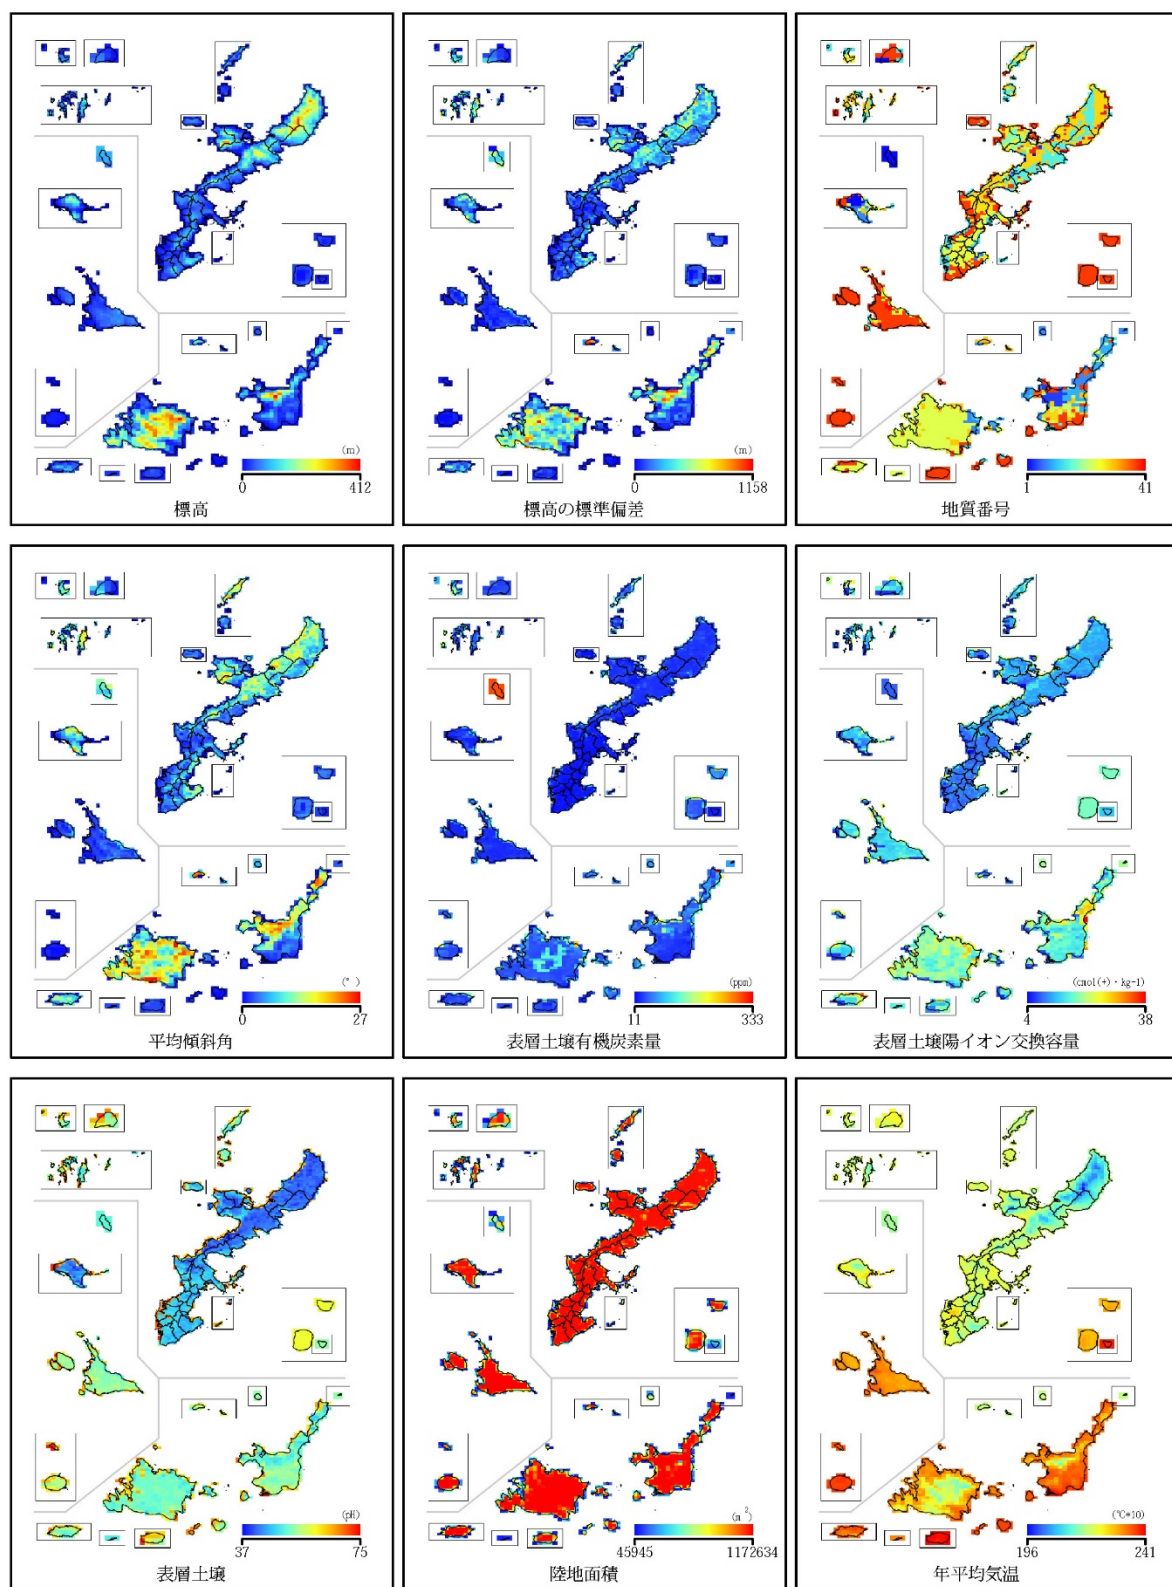 (m)
0 412
標高
(m)
0 1158
標高の標準偏差
1 41
地質番号
(°)
0 27
平均傾斜角
(ppm)
11 333
表層土壌有機炭素量
(cmol(+)・kg-1)
4 38
表層土壌陽イオン交換容量
(pH)
37 75
表層土壌
(m²)
45945 1172634
陸地面積
(℃*10)
196 241
年平均気温